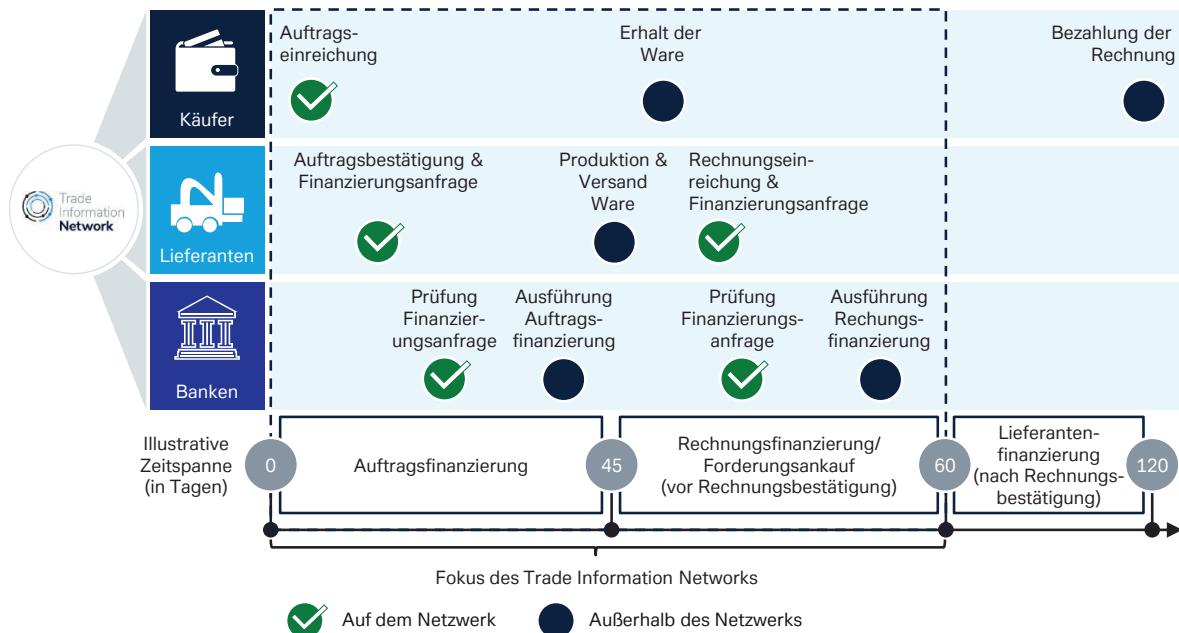 Auftrags-
einreichung
Erhalt der
Ware
Bezahlung der
Rechnung
Käufer
Trade
Information
Network
Auftragsbestätigung &
Finanzierungsanfrage
Produktion &
Versand
Ware
Rechnungsein-
reichung &
Finanzierungsanfrage
Lieferanten
Prüfung
Finanzier-
ungsanfrage
Ausführung
Auftrags-
finanzierung
Prüfung
Finanzierungs-
anfrage
Ausführung
Rechungs-
finanzierung
Banken
Illustrative
Zeitspanne
(in Tagen)
0
Auftragsfinanzierung
45
Rechnungsfinanzierung/
Forderungsankauf
(vor Rechnungsbestätigung)
60
Lieferanten-
finanzierung
(nach Rechnungs-
bestätigung)
120
Fokus des Trade Information Networks
Auf dem Netzwerk
Außerhalb des Netzwerks